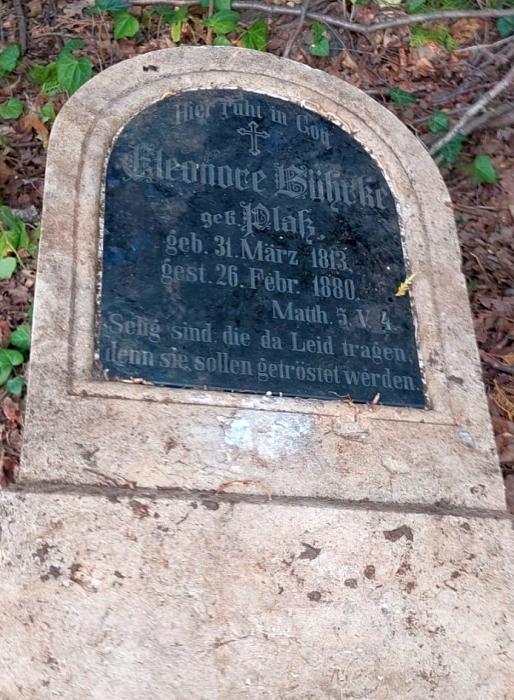 Hier ruht in Gott
Eleonore Bührcke
geb. Plaß
geb. 31. März 1813.
gest. 26. Febr. 1880.
Matth. 5. V. 4.
Selig sind, die da Leid tragen,
denn sie sollen getröstet werden.